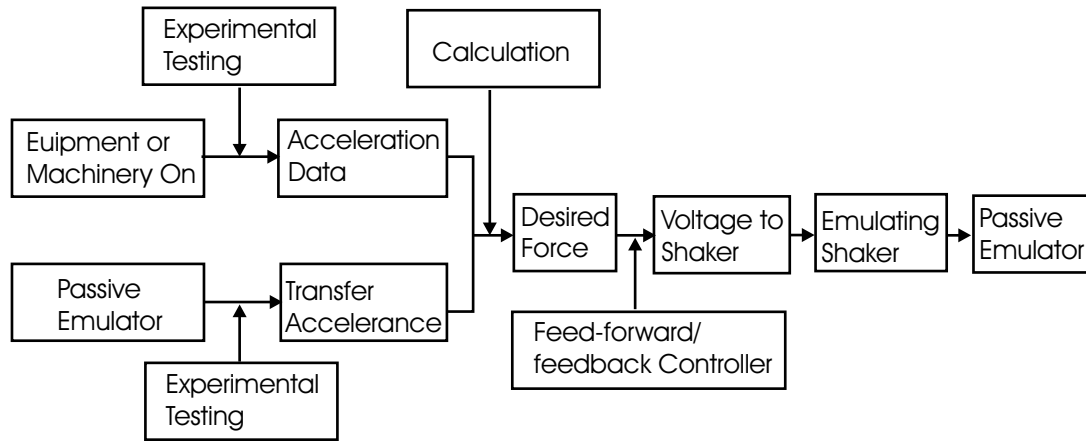 Experimental
Testing
Calculation
Euipment or
Machinery On
Acceleration
Data
Desired
Force
Voltage to
Shaker
Emulating
Shaker
Passive
Emulator
Passive
Emulator
Transfer
Accelerance
Feed-forward/
feedback Controller
Experimental
Testing